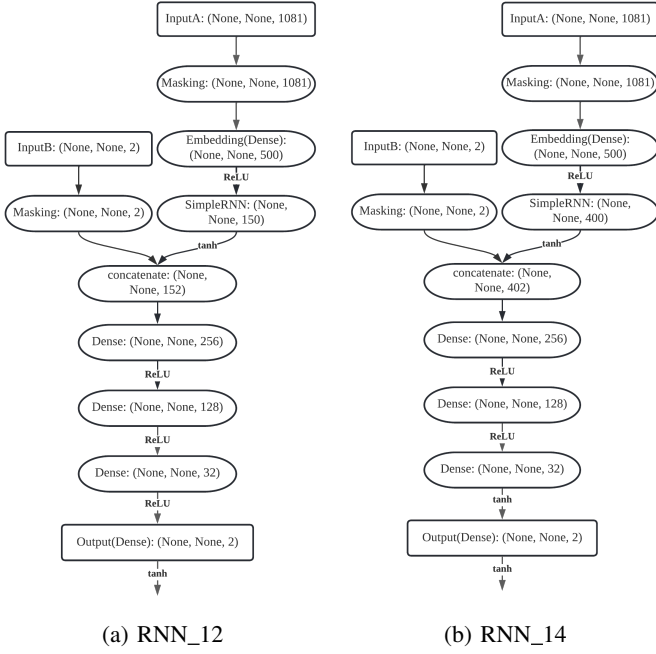 InputA: (None, None, 1081)
Masking: (None, None, 1081)
InputB: (None, None, 2)
Embedding(Dense):
(None, None, 500)
ReLU
Masking: (None, None, 2)
SimpleRNN: (None,
None, 150)
tanh
concatenate: (None,
None, 152)
Dense: (None, None, 256)
ReLU
Dense: (None, None, 128)
ReLU
Dense: (None, None, 32)
ReLU
Output(Dense): (None, None, 2)
tanh
(a) RNN_12
InputA: (None, None, 1081)
Masking: (None, None, 1081)
InputB: (None, None, 2)
Embedding(Dense):
(None, None, 500)
ReLU
Masking: (None, None, 2)
SimpleRNN: (None,
None, 400)
tanh
concatenate: (None,
None, 402)
Dense: (None, None, 256)
ReLU
Dense: (None, None, 128)
ReLU
Dense: (None, None, 32)
tanh
Output(Dense): (None, None, 2)
tanh
(b) RNN_14